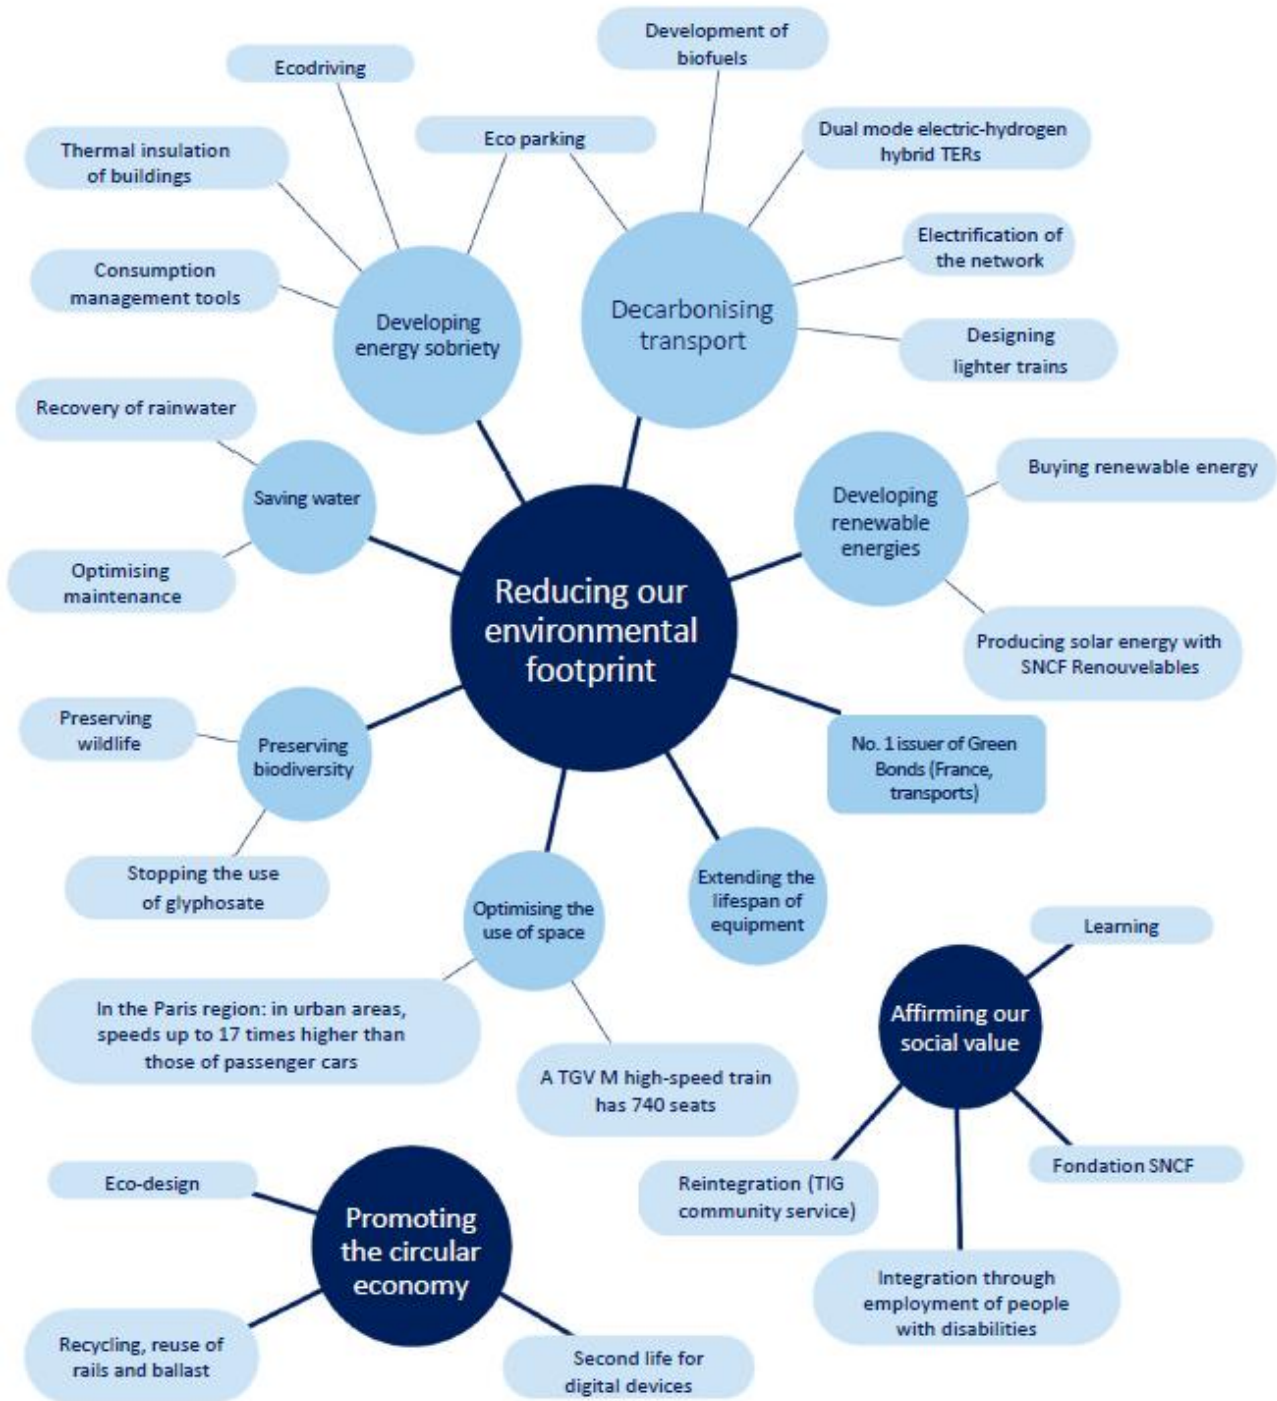 Development of
biofuels
Ecodriving
Eco parking
Dual mode electric-hydrogen
hybrid TERs
Thermal insulation
of buildings
Electrification of
the network
Consumption
management tools
Developing
energy sobriety
Decarbonising
transport
Designing
lighter trains
Recovery of rainwater
Saving water
Optimising
maintenance
Developing
renewable
energies
Buying renewable energy
Producing solar energy with
SNCF Renouvelables
Reducing our
environmental
footprint
Preserving
wildlife
Preserving
biodiversity
Stopping the use
of glyphosate
No. 1 issuer of Green
Bonds (France,
transports)
Extending the
lifespan of
equipment
Optimising the
use of space
In the Paris region: in urban areas,
speeds up to 17 times higher than
those of passenger cars
A TGV M high-speed train
has 740 seats
Learning
Affirming our
social value
Reintegration (TIG
community service)
Fondation SNCF
Integration through
employment of people
with disabilities
Eco-design
Promoting
the circular
economy
Recycling, reuse of
rails and ballast
Second life for
digital devices